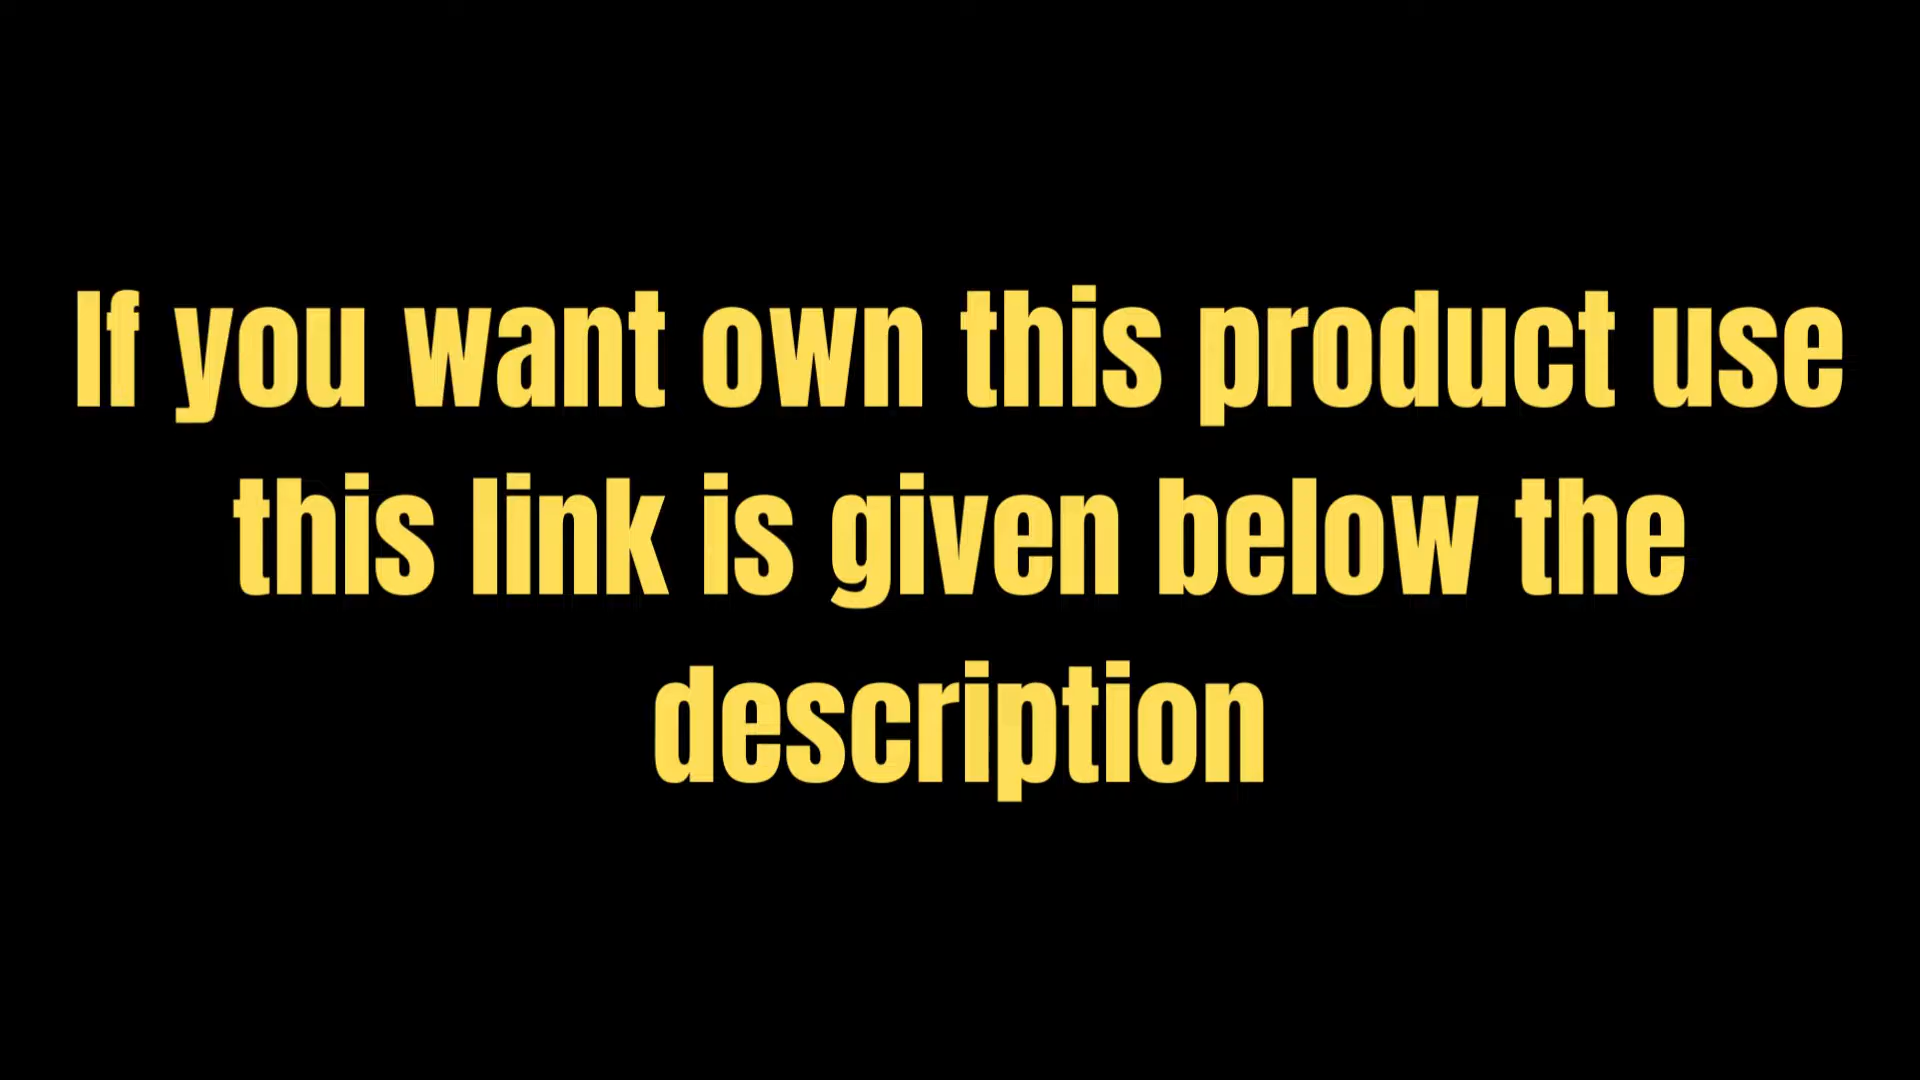 If you want own this product use
this link is given below the
description